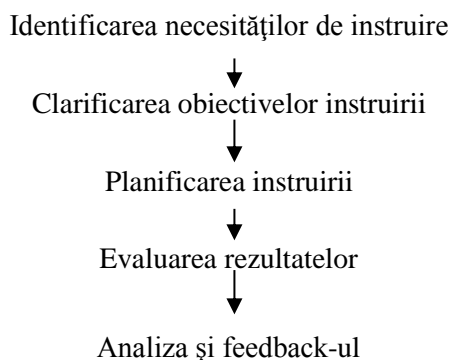 Identificarea necesităţilor de instruire
Clarificarea obiectivelor instruirii
Planificarea instruirii
Evaluarea rezultatelor
Analiza şi feedback-ul